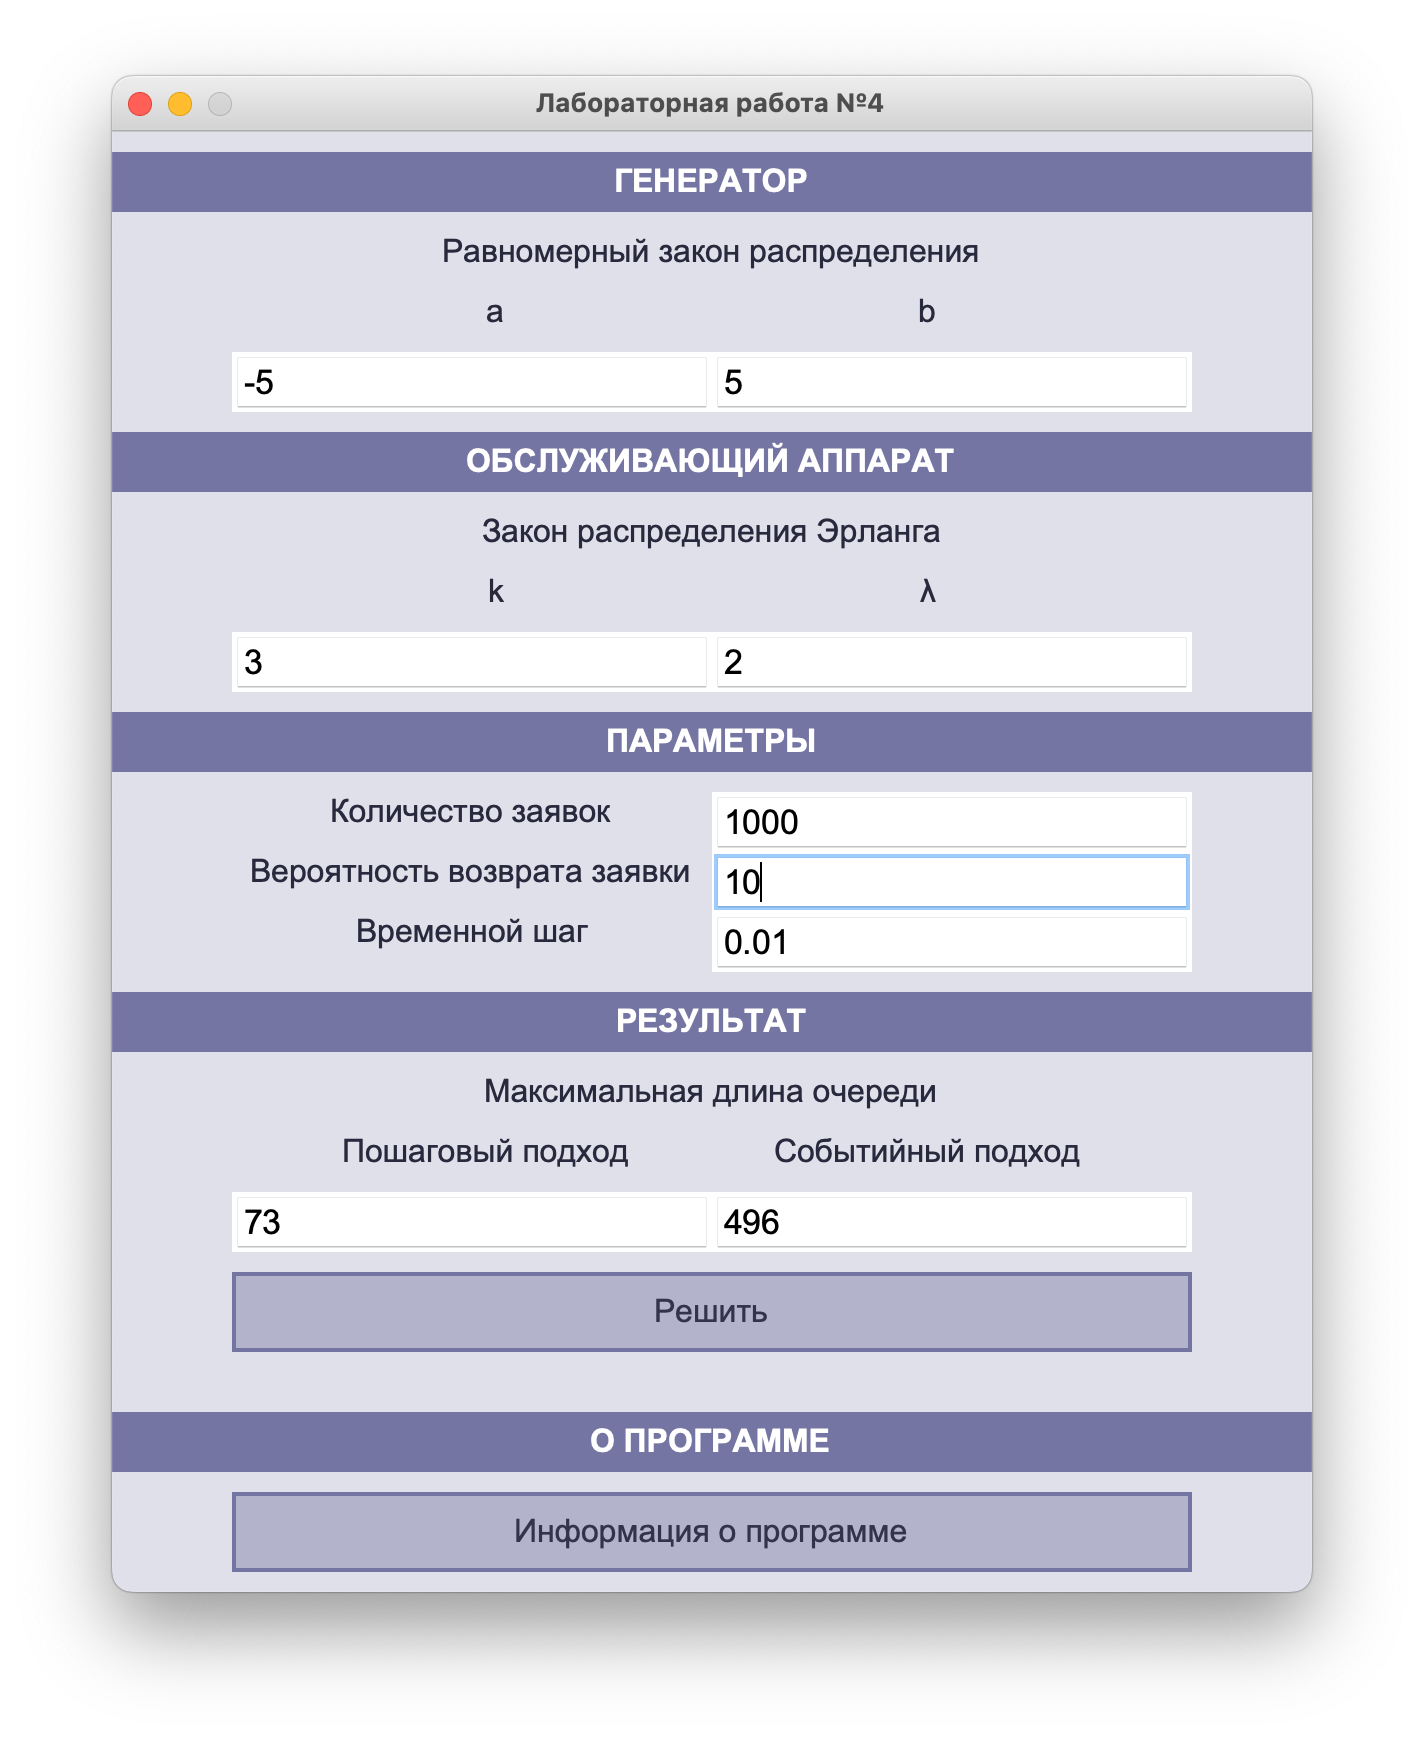 Лабораторная работа №4
ГЕНЕРАТОР
Равномерный закон распределения
a b
-5 5
ОБСЛУЖИВАЮЩИЙ АППАРАТ
Закон распределения Эрланга
k λ
3 2
ПАРАМЕТРЫ
Количество заявок 1000
Вероятность возврата заявки 10
Временной шаг 0.01
РЕЗУЛЬТАТ
Максимальная длина очереди
Пошаговый подход Событийный подход
73 496
Решить
О ПРОГРАММЕ
Информация о программе